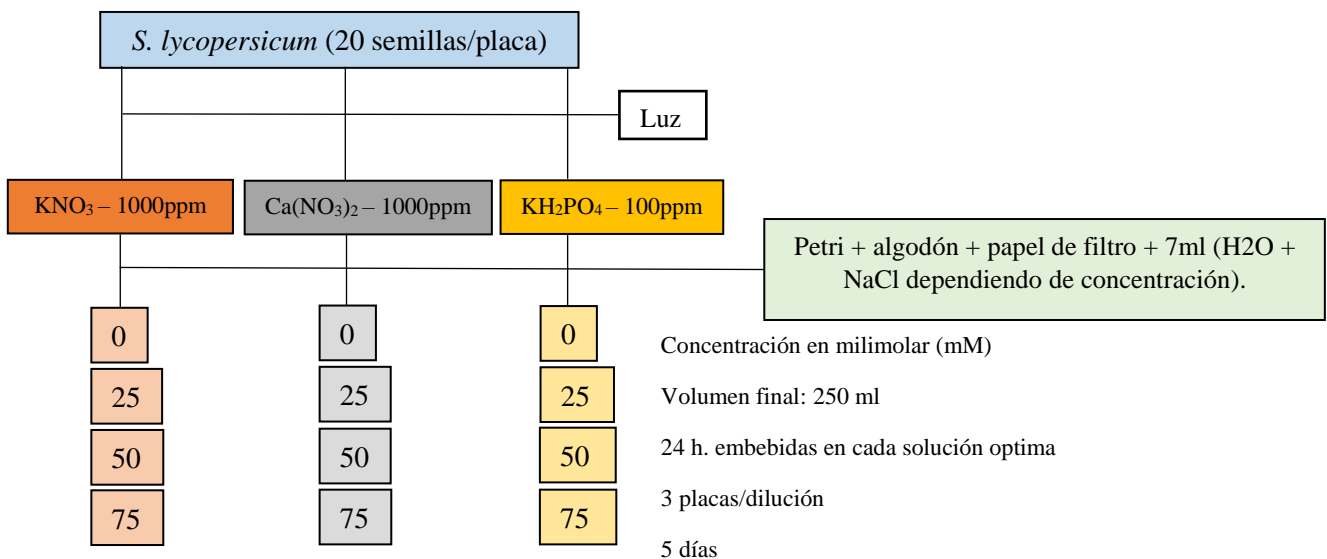 S. lycopersicum (20 semillas/placa)
Luz
KNO₃ – 1000ppm
Ca(NO₃)₂ – 1000ppm
KH₂PO₄ – 100ppm
Petri + algodón + papel de filtro + 7ml (H2O +
NaCl dependiendo de concentración).
0
0
0
Concentración en milimolar (mM)
25
25
25
Volumen final: 250 ml
50
50
50
24 h. embebidas en cada solución optima
75
75
75
3 placas/dilución
5 días